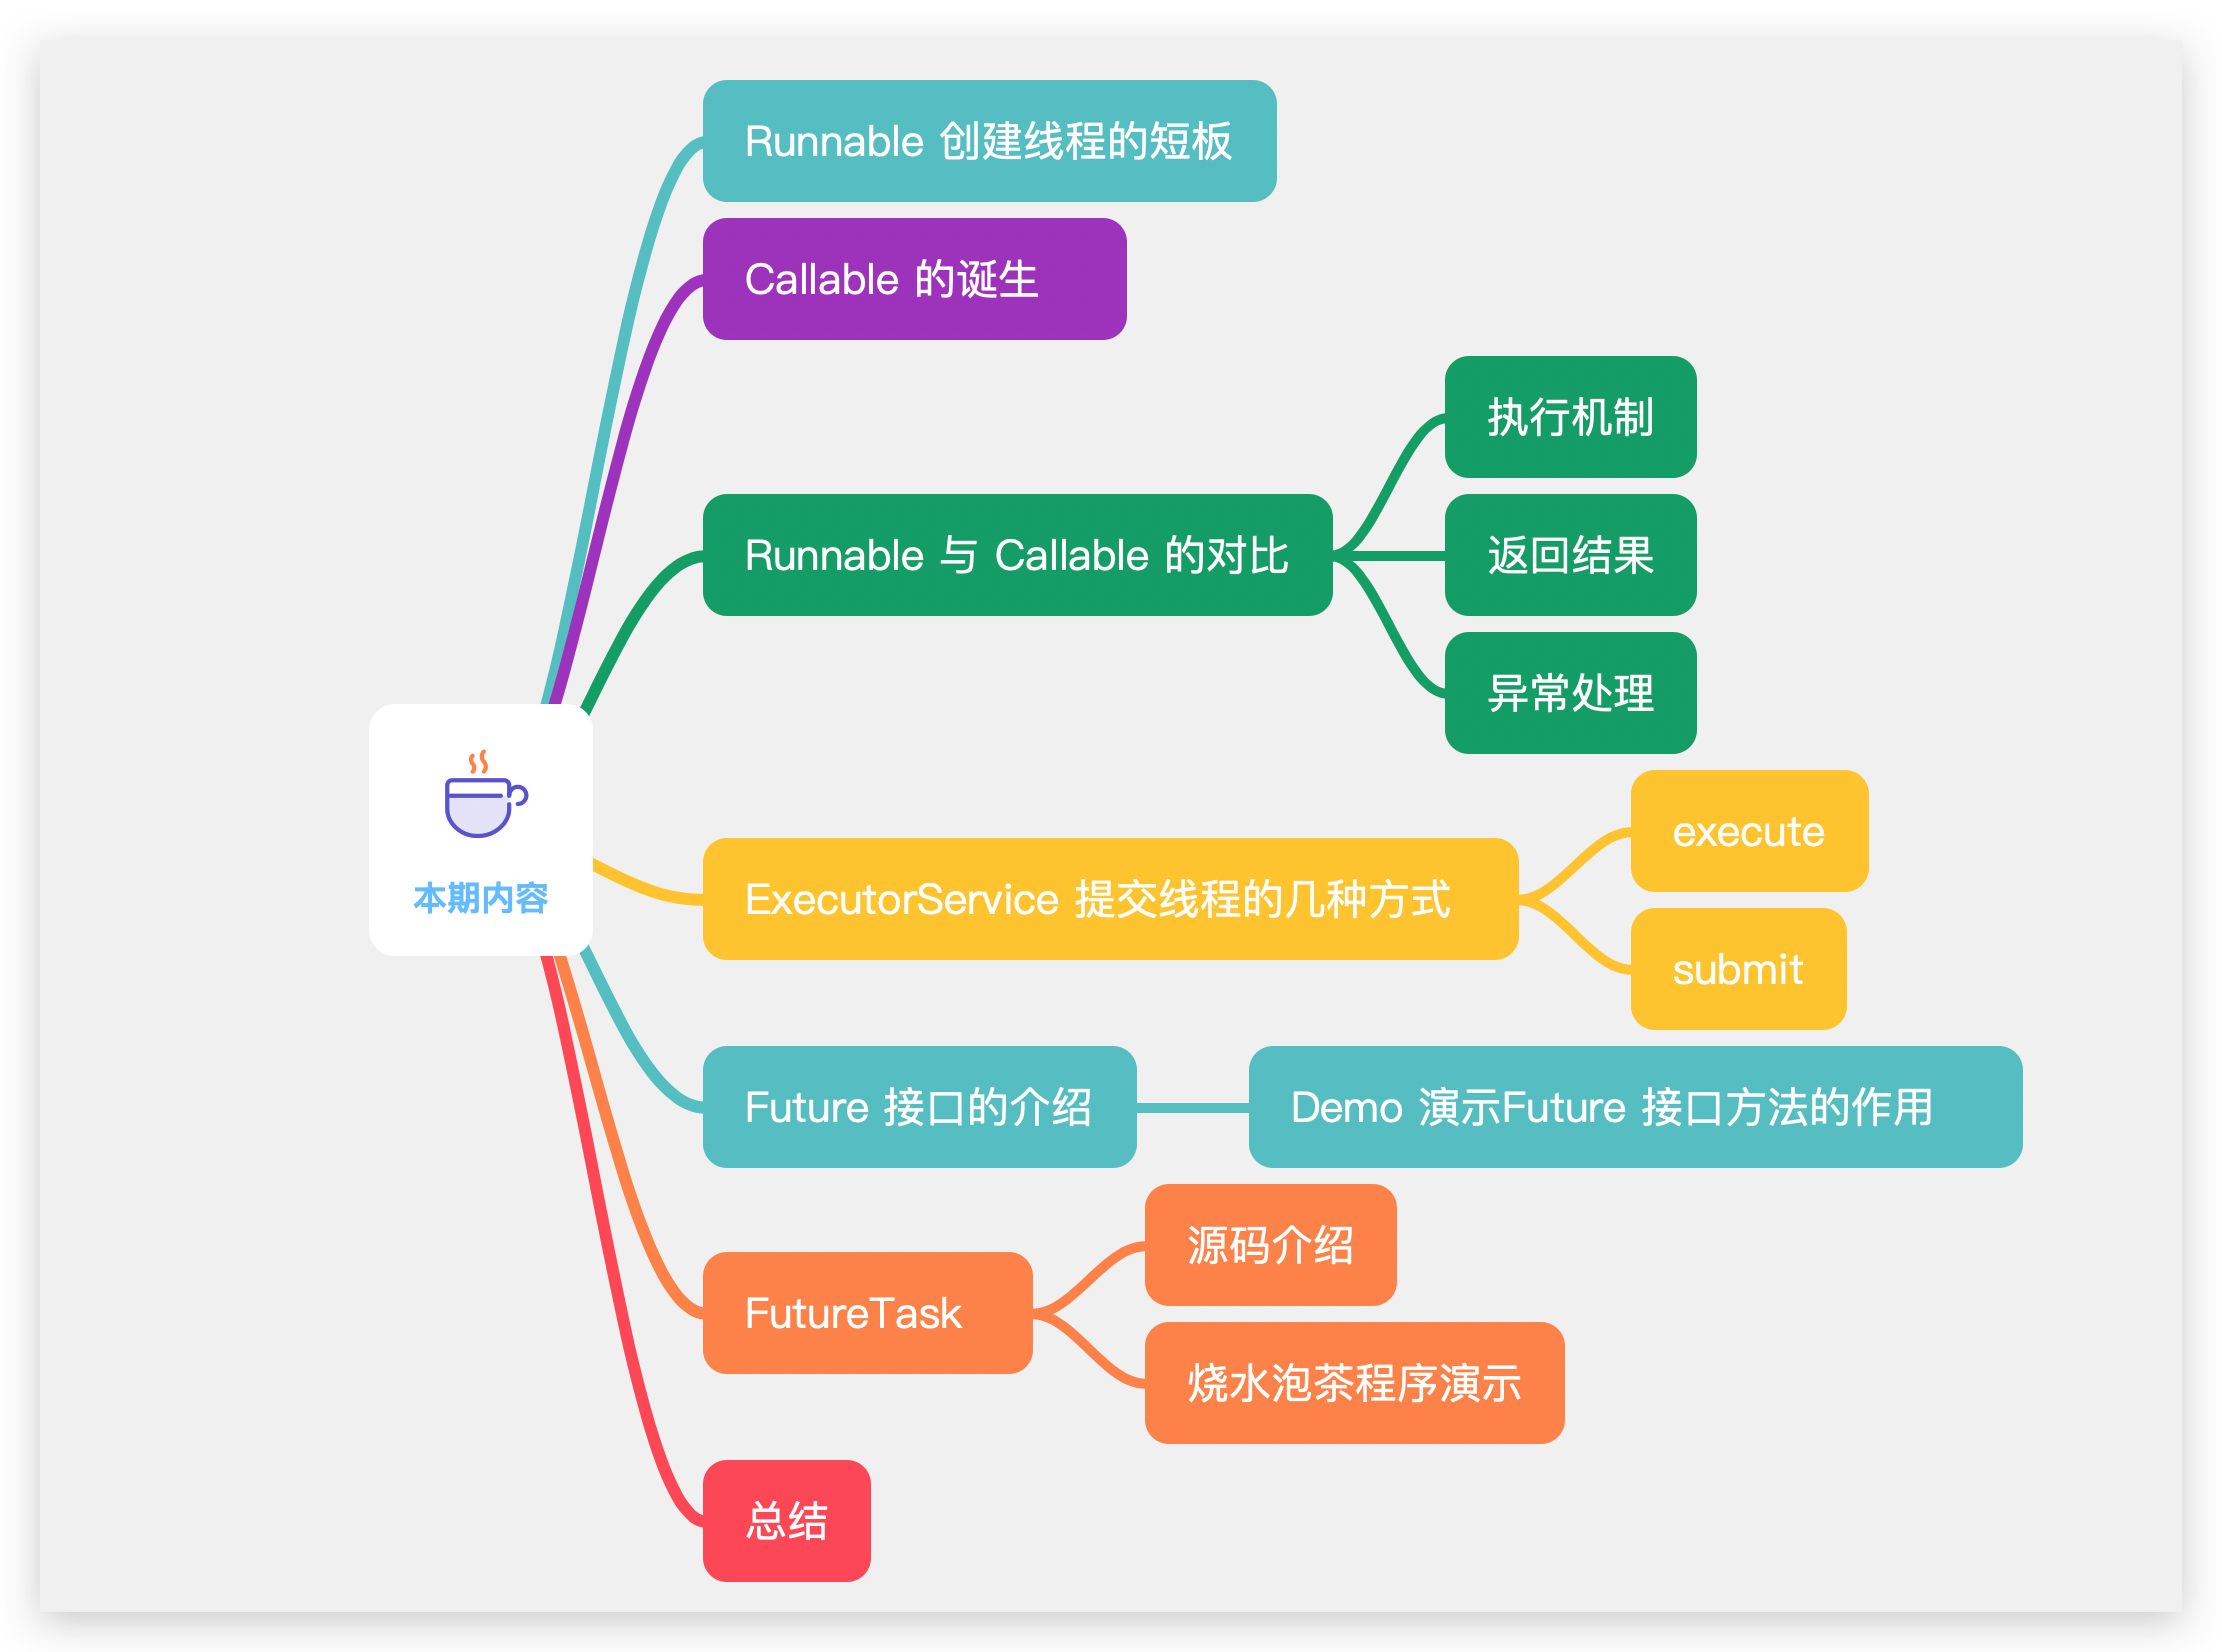 本期内容
Runnable 创建线程的短板
Callable 的诞生
Runnable 与 Callable 的对比
执行机制
返回结果
异常处理
ExecutorService 提交线程的几种方式
execute
submit
Future 接口的介绍
Demo 演示Future 接口方法的作用
FutureTask
源码介绍
烧水泡茶程序演示
总结